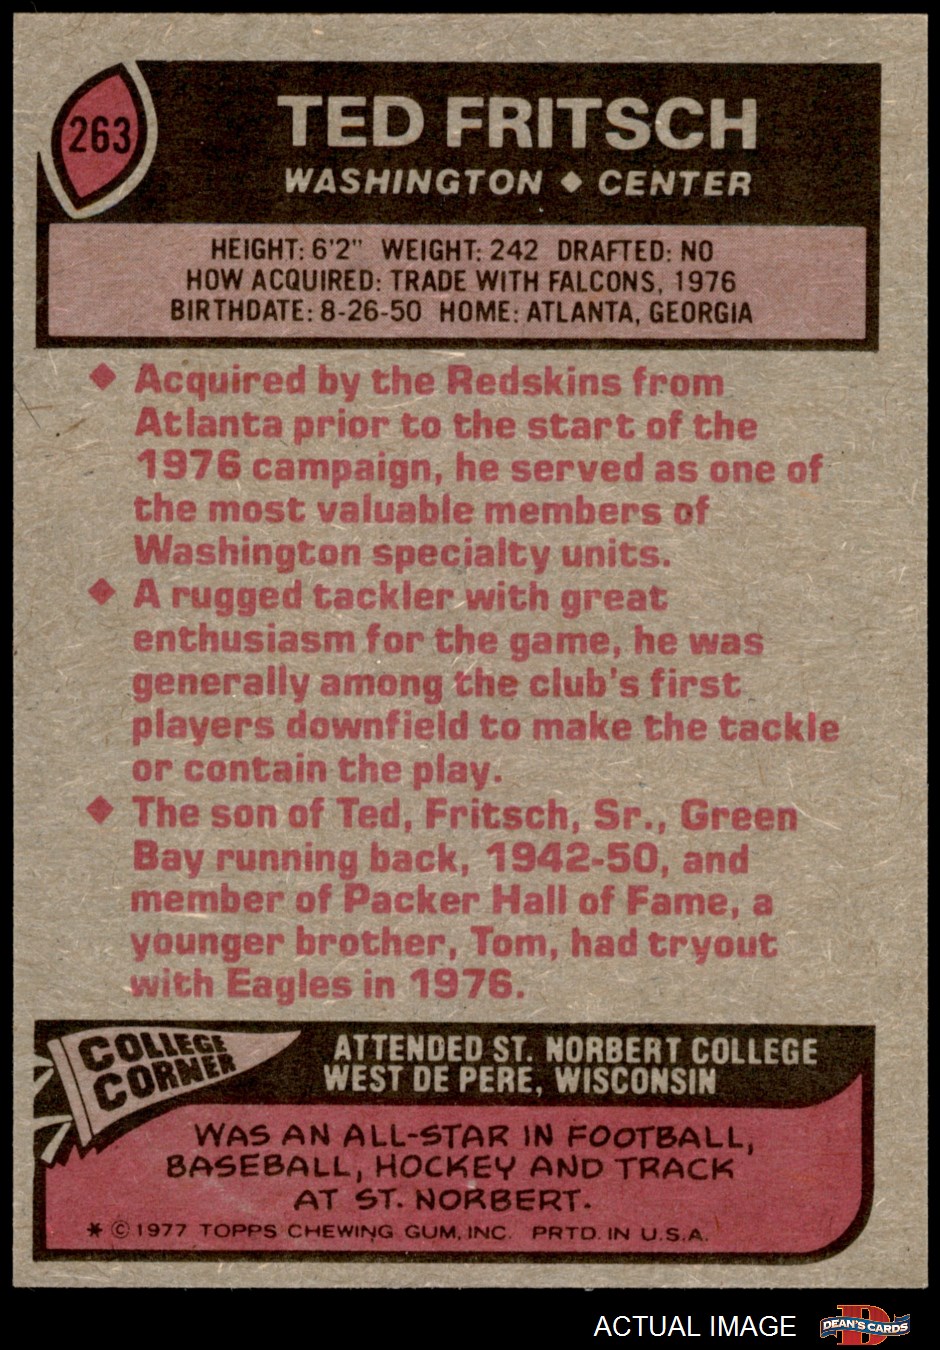 263
TED FRITSCH
WASHINGTON ◆ CENTER
HEIGHT: 6'2" WEIGHT: 242 DRAFTED: NO
HOW ACQUIRED: TRADE WITH FALCONS, 1976
BIRTHDATE: 8-26-50 HOME: ATLANTA, GEORGIA
◆ Acquired by the Redskins from
Atlanta prior to the start of the
1976 campaign, he served as one of
the most valuable members of
Washington specialty units.
◆ A rugged tackler with great
enthusiasm for the game, he was
generally among the club's first
players downfield to make the tackle
or contain the play.
◆ The son of Ted, Fritsch, Sr., Green
Bay running back, 1942-50, and
member of Packer Hall of Fame, a
younger brother, Tom, had tryout
with Eagles in 1976.
COLLEGE
CORNER
ATTENDED ST. NORBERT COLLEGE
WEST DE PERE, WISCONSIN
WAS AN ALL-STAR IN FOOTBALL,
BASEBALL, HOCKEY AND TRACK
AT ST. NORBERT.
* © 1977 TOPPS CHEWING GUM, INC. PRTD. IN U.S.A.
ACTUAL IMAGE
D
DEAN'S CARDS